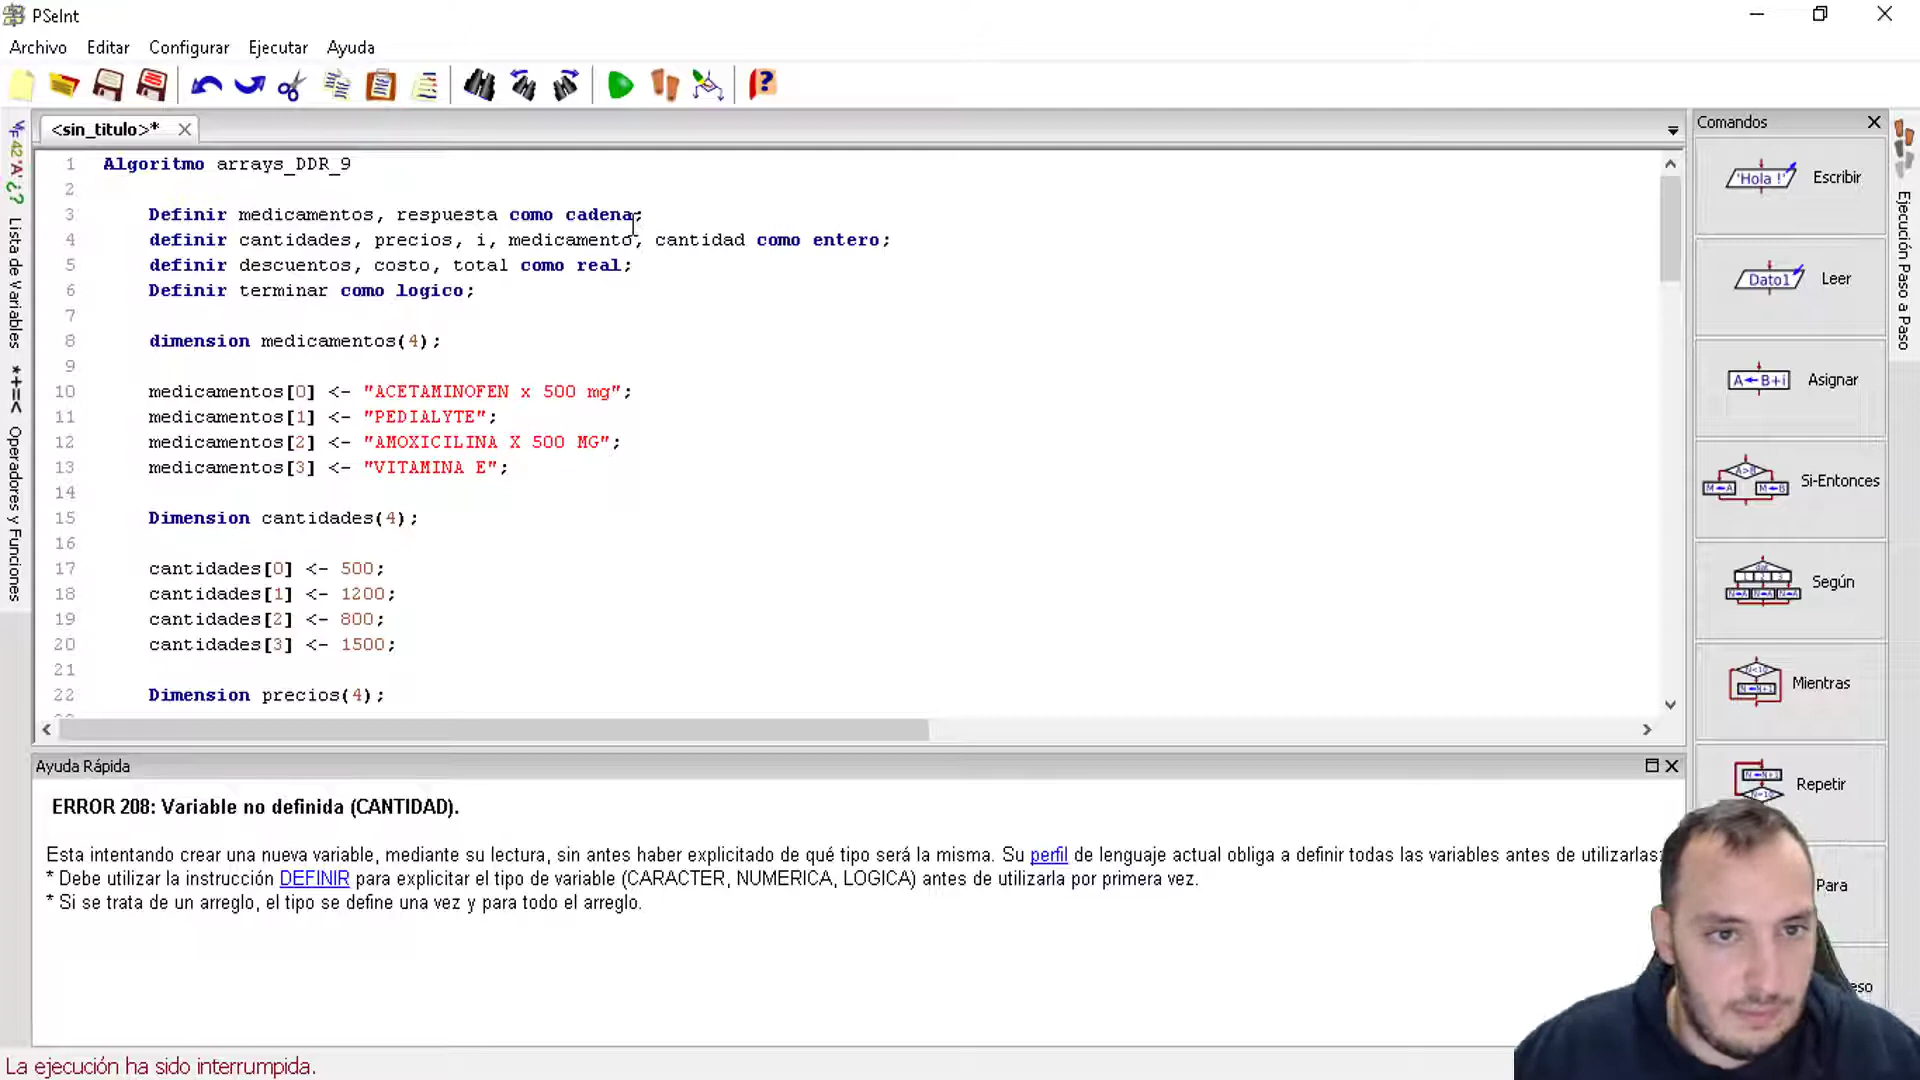 PSeInt
Archivo Editar Configurar Ejecutar Ayuda
<sin_titulo>*
1 Algoritmo arrays_DDR_9
2
3 Definir medicamentos, respuesta como cadena;
4 definir cantidades, precios, i, medicamento, cantidad como entero;
5 definir descuentos, costo, total como real;
6 Definir terminar como logico;
7
8 dimension medicamentos(4);
9
10 medicamentos[0] <- "ACETAMINOFEN x 500 mg";
11 medicamentos[1] <- "PEDIALYTE";
12 medicamentos[2] <- "AMOXICILINA X 500 MG";
13 medicamentos[3] <- "VITAMINA E";
14
15 Dimension cantidades(4);
16
17 cantidades[0] <- 500;
18 cantidades[1] <- 1200;
19 cantidades[2] <- 800;
20 cantidades[3] <- 1500;
21
22 Dimension precios(4);
Lista de Variables
*+=< Operadores y Funciones
Comandos
'Hola !' Escribir
Dato1 Leer
A←B+i Asignar
Si-Entonces
Según
Mientras
Repetir
Para
Ejecución Paso a Paso
Ayuda Rápida
ERROR 208: Variable no definida (CANTIDAD).
Esta intentando crear una nueva variable, mediante su lectura, sin antes haber explicitado de qué tipo será la misma. Su perfil de lenguaje actual obliga a definir todas las variables antes de utilizarlas:
* Debe utilizar la instrucción DEFINIR para explicitar el tipo de variable (CARACTER, NUMERICA, LOGICA) antes de utilizarla por primera vez.
* Si se trata de un arreglo, el tipo se define una vez y para todo el arreglo.
La ejecución ha sido interrumpida.